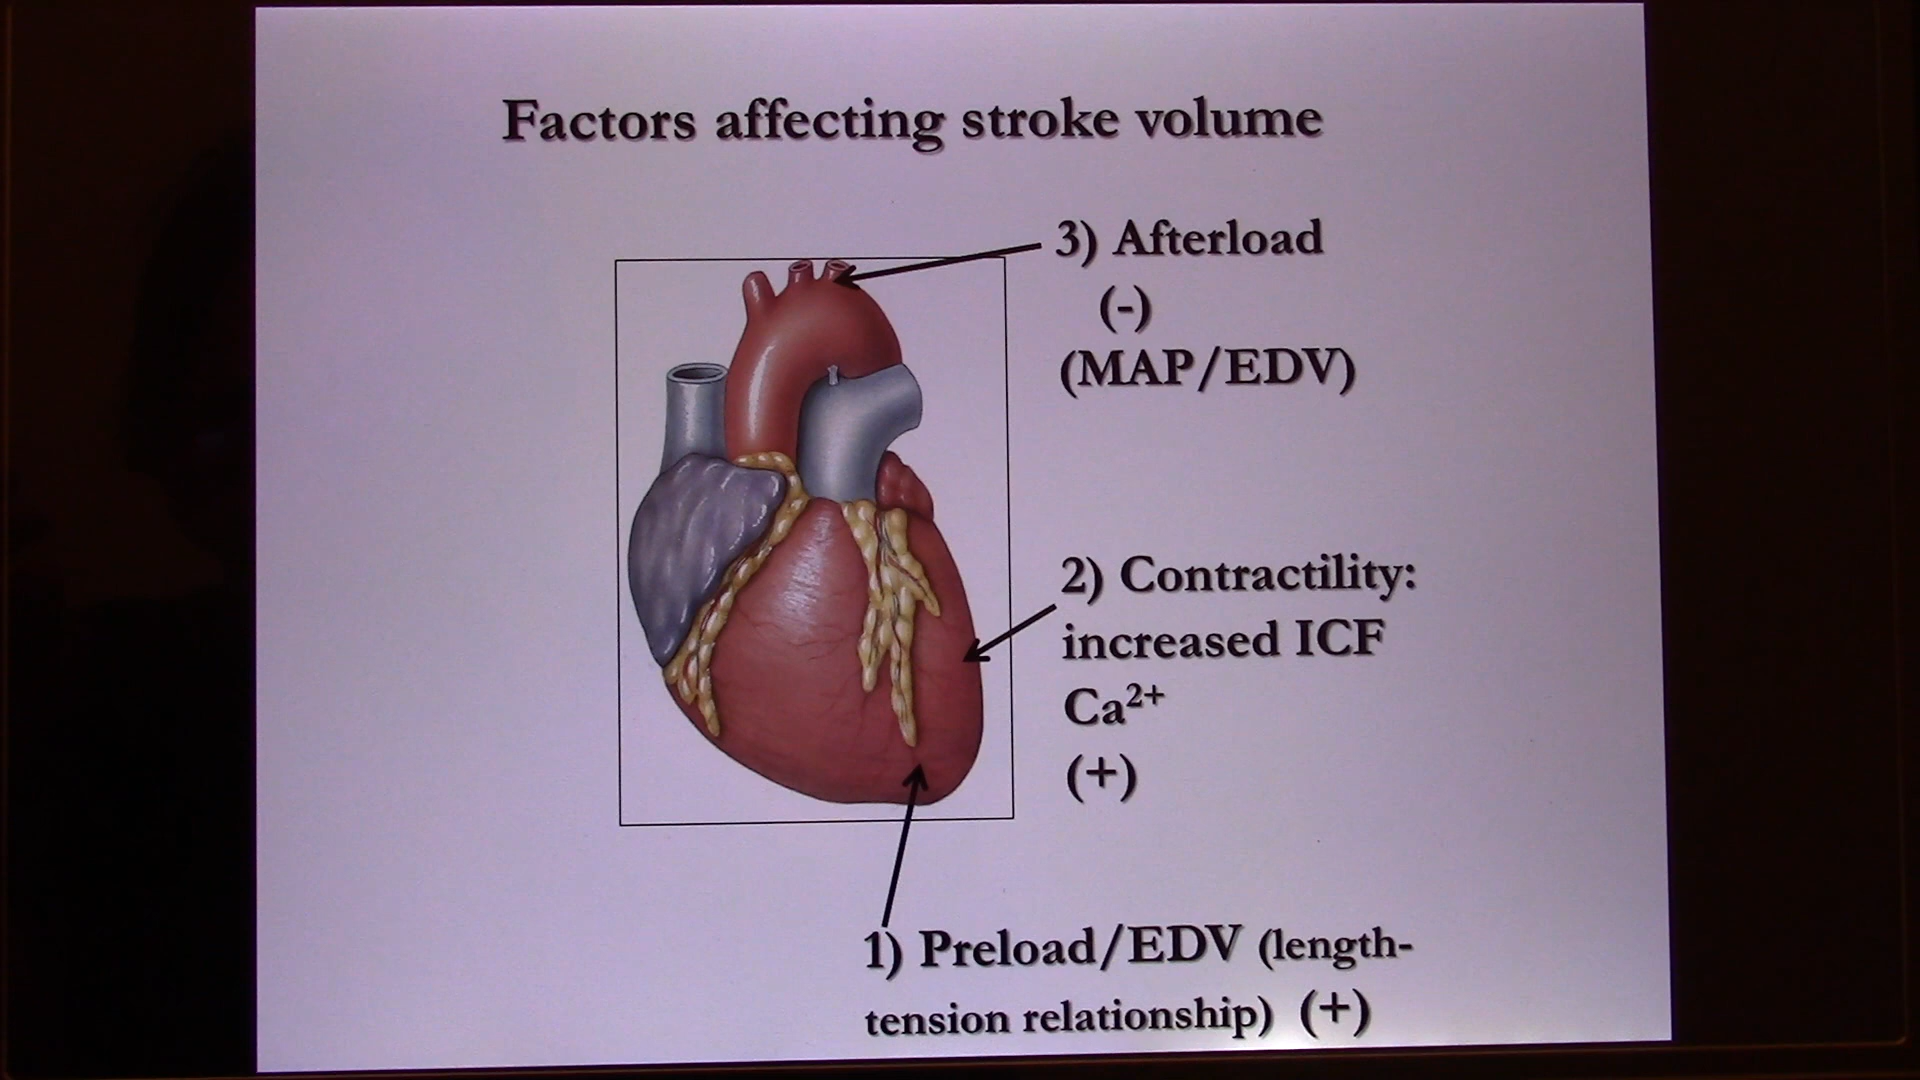 Factors affecting stroke volume
3) Afterload
(-)
(MAP/EDV)
2) Contractility:
increased ICF
Ca²⁺
(+)
1) Preload/EDV (length-
tension relationship) (+)